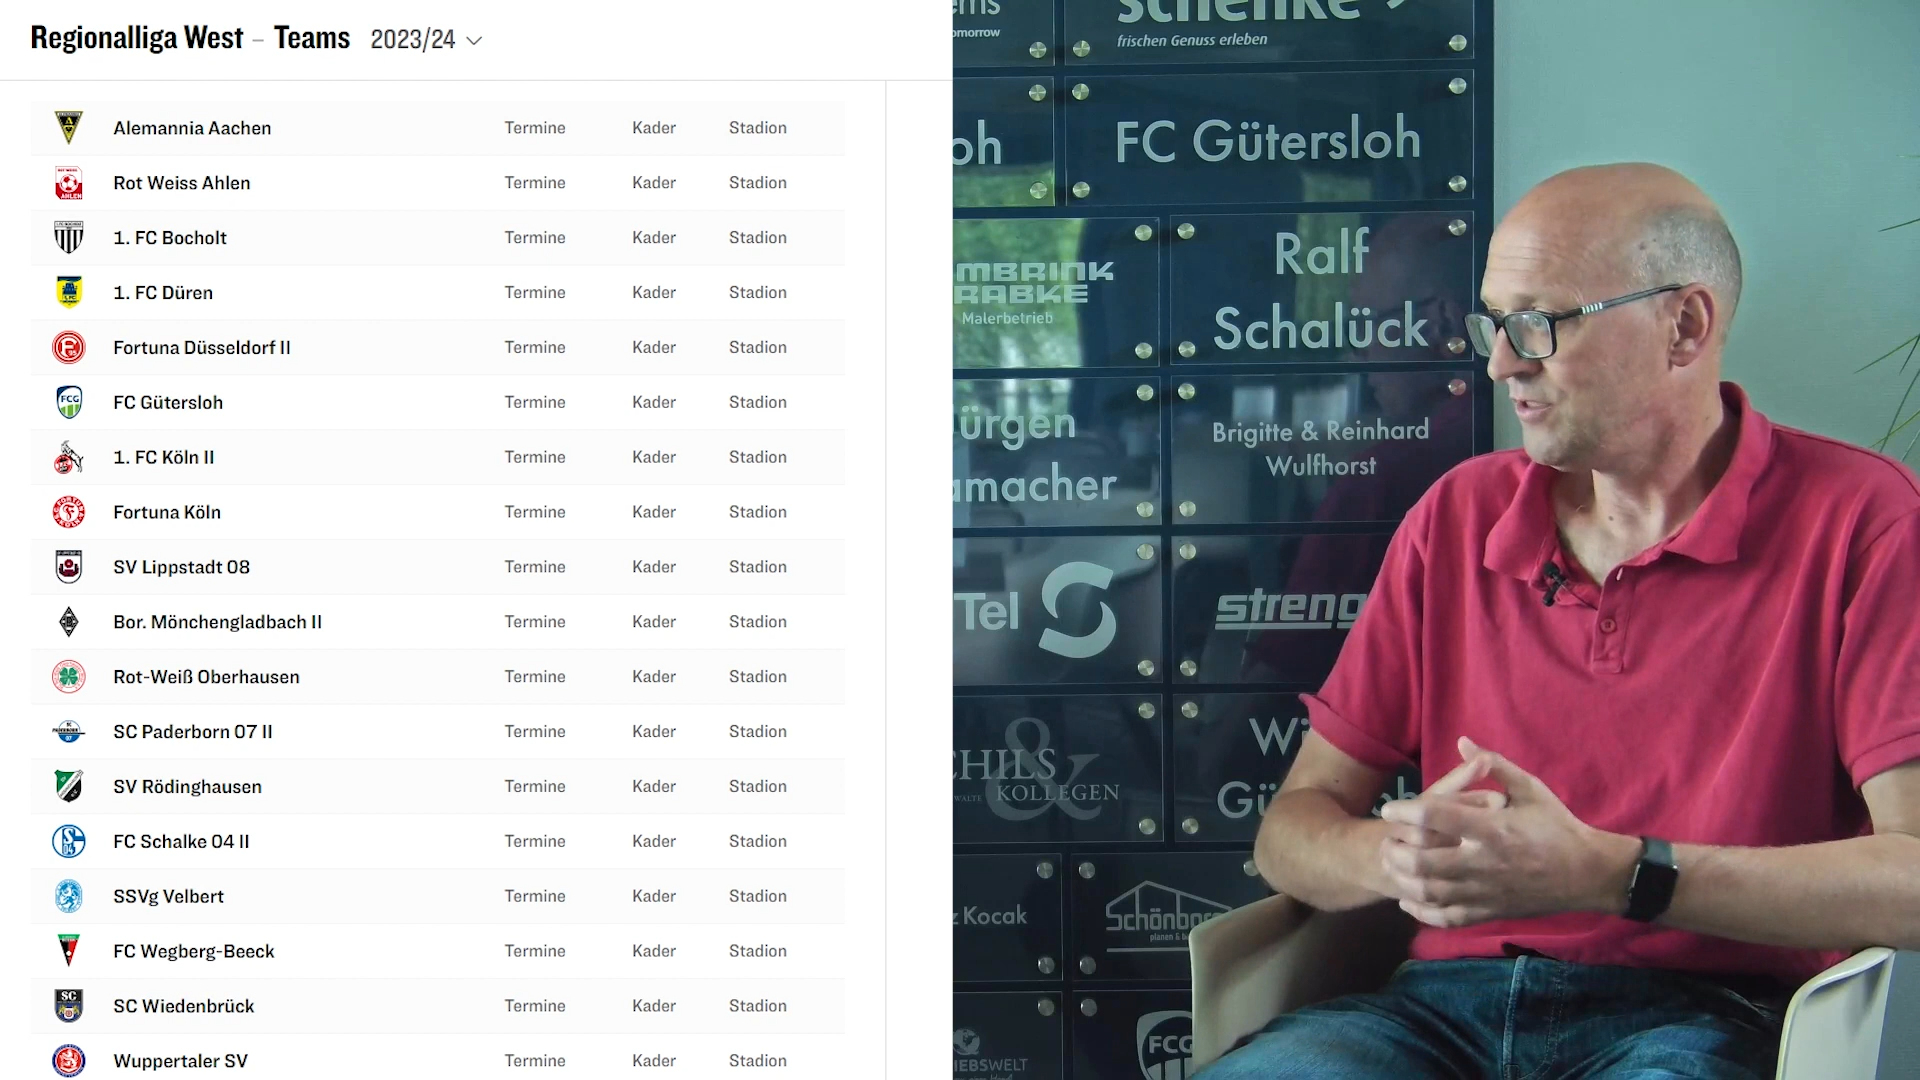 Regionalliga West – Teams 2023/24
Alemannia Aachen Termine Kader Stadion
Rot Weiss Ahlen Termine Kader Stadion
1. FC Bocholt Termine Kader Stadion
1. FC Düren Termine Kader Stadion
Fortuna Düsseldorf II Termine Kader Stadion
FC Gütersloh Termine Kader Stadion
1. FC Köln II Termine Kader Stadion
Fortuna Köln Termine Kader Stadion
SV Lippstadt 08 Termine Kader Stadion
Bor. Mönchengladbach II Termine Kader Stadion
Rot-Weiß Oberhausen Termine Kader Stadion
SC Paderborn 07 II Termine Kader Stadion
SV Rödinghausen Termine Kader Stadion
FC Schalke 04 II Termine Kader Stadion
SSVg Velbert Termine Kader Stadion
FC Wegberg-Beeck Termine Kader Stadion
SC Wiedenbrück Termine Kader Stadion
Wuppertaler SV Termine Kader Stadion
frischen Genuss erleben
FC Gütersloh
Malerbetrieb
Ralf
Schalück
Brigitte & Reinhard
Wulfhorst
Tel
&
KOLLEGEN
Kocak
FCG